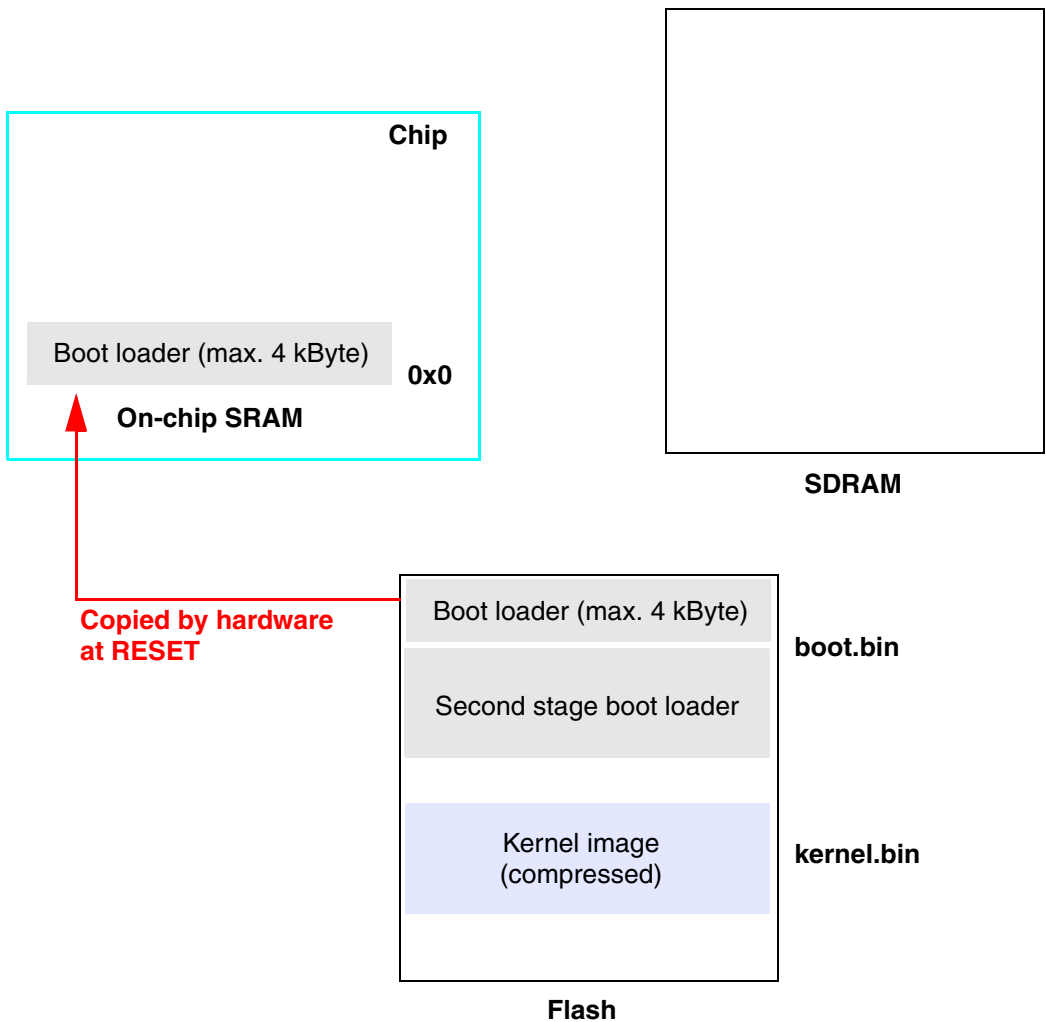 Chip
Boot loader (max. 4 kByte)
0x0
On-chip SRAM
SDRAM
Copied by hardware
at RESET
Boot loader (max. 4 kByte)
boot.bin
Second stage boot loader
Kernel image
(compressed)
kernel.bin
Flash